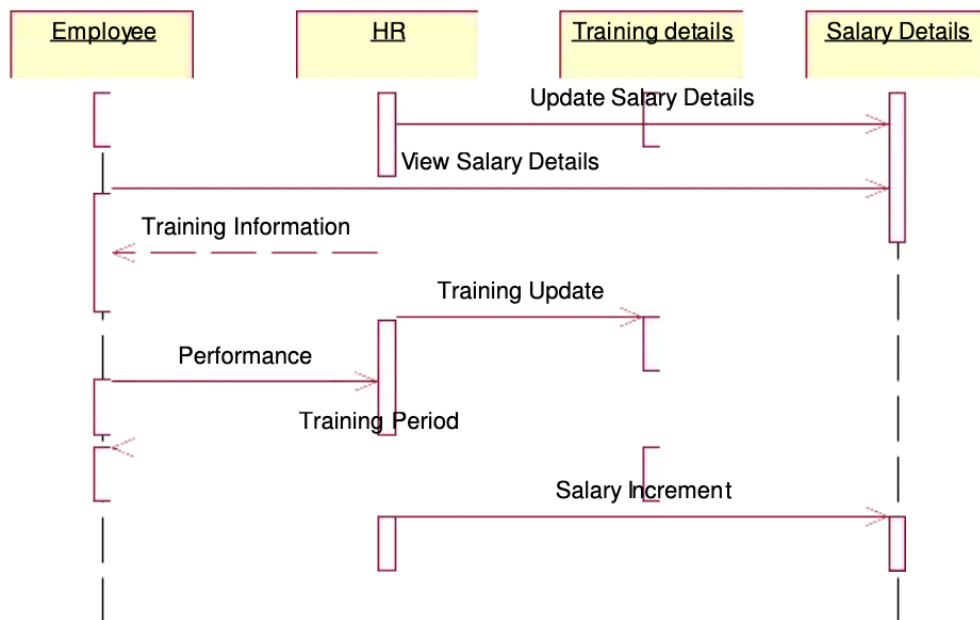 Employee
HR
Training details
Salary Details
Update Salary Details
View Salary Details
Training Information
Training Update
Performance
Training Period
Salary Increment